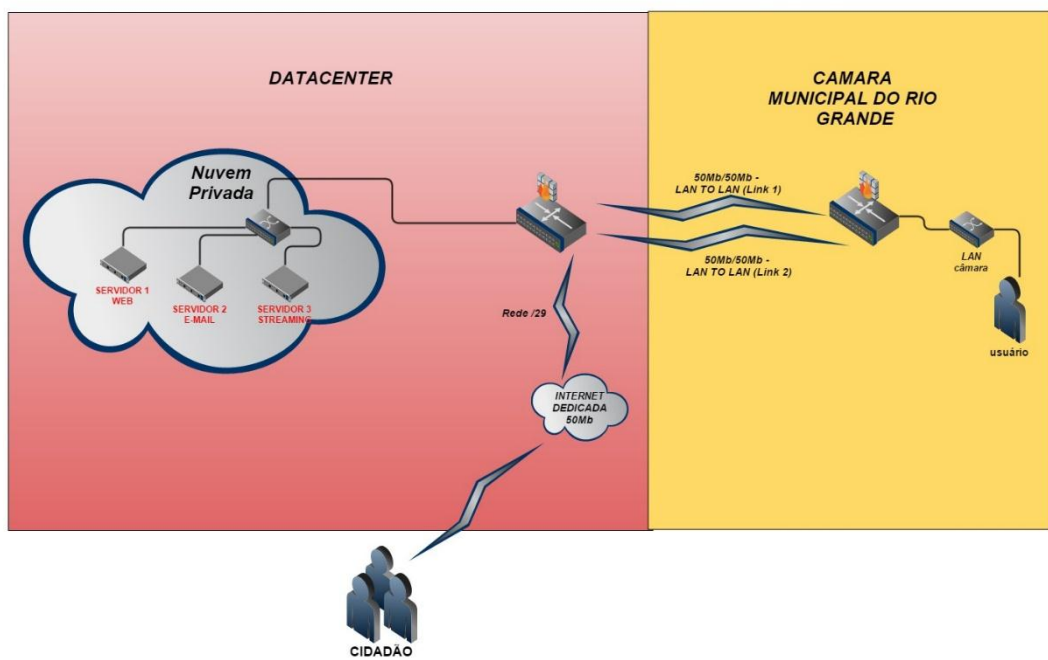 DATACENTER
CAMARA
MUNICIPAL DO RIO
GRANDE
Nuvem
Privada
SERVIDOR 1
WEB
SERVIDOR 2
E-MAIL
SERVIDOR 3
STREAMING
50Mb/50Mb -
LAN TO LAN (Link 1)
50Mb/50Mb -
LAN TO LAN (Link 2)
LAN
câmara
usuário
Rede /29
INTERNET
DEDICADA
50Mb
CIDADÃO